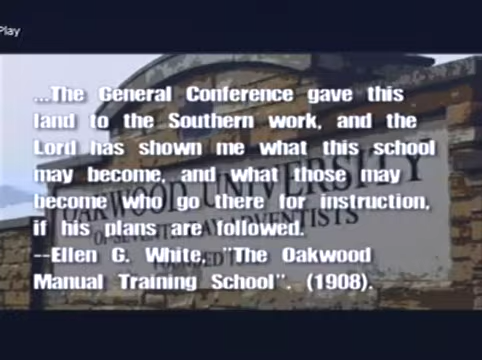 Play
...The General Conference gave this
land to the Southern work, and the
Lord has shown me what this school
may become, and what those may
become who go there for instruction,
if his plans are followed.
--Ellen G. White, "The Oakwood
Manual Training School". (1908).
OAKWOOD UNIVERSITY
OF SEVENTH-DAY ADVENTISTS
FOUNDED